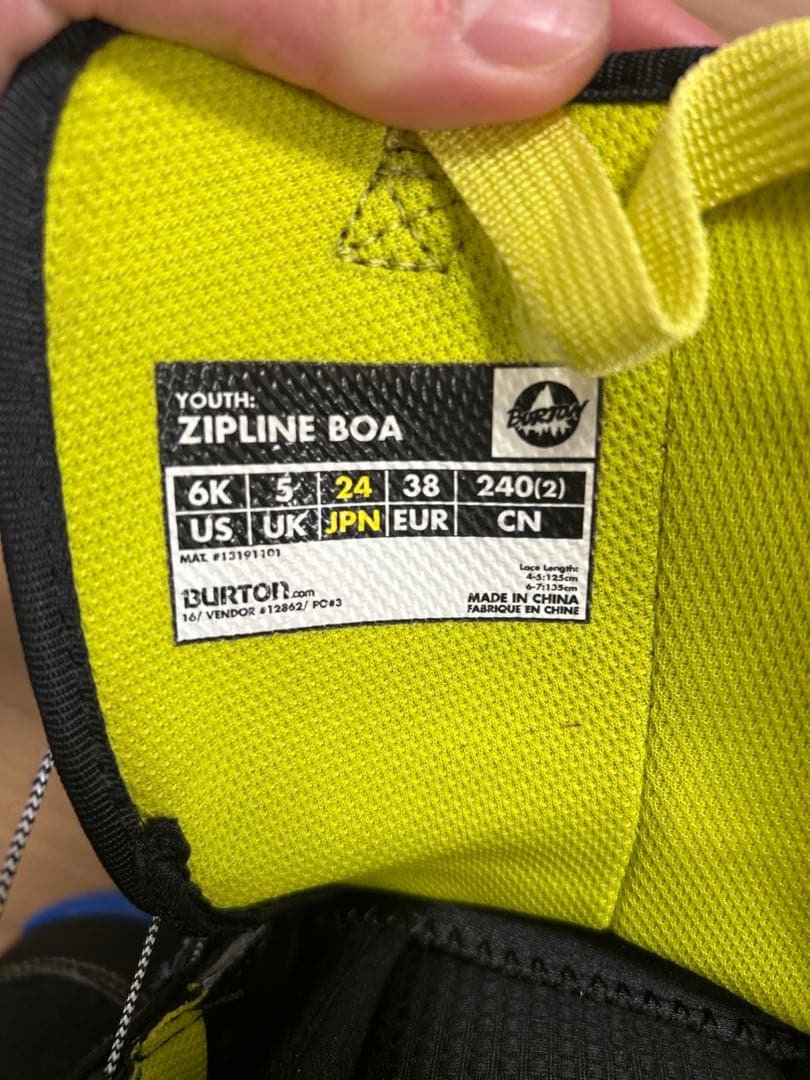 YOUTH:
ZIPLINE BOA
BURTON
6K 5 24 38 240(2)
US UK JPN EUR CN
MAT. #13191101
Lace Length:
4-5:125cm
6-7:135cm
BURTON.com
MADE IN CHINA
16/ VENDOR #12862/ PC#3
FABRIQUE EN CHINE